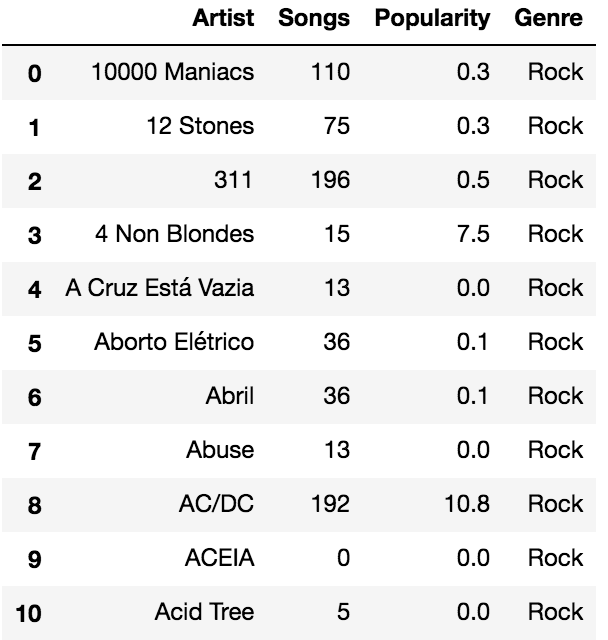 Artist Songs Popularity Genre
0 10000 Maniacs 110 0.3 Rock
1 12 Stones 75 0.3 Rock
2 311 196 0.5 Rock
3 4 Non Blondes 15 7.5 Rock
4 A Cruz Está Vazia 13 0.0 Rock
5 Aborto Elétrico 36 0.1 Rock
6 Abril 36 0.1 Rock
7 Abuse 13 0.0 Rock
8 AC/DC 192 10.8 Rock
9 ACEIA 0 0.0 Rock
10 Acid Tree 5 0.0 Rock